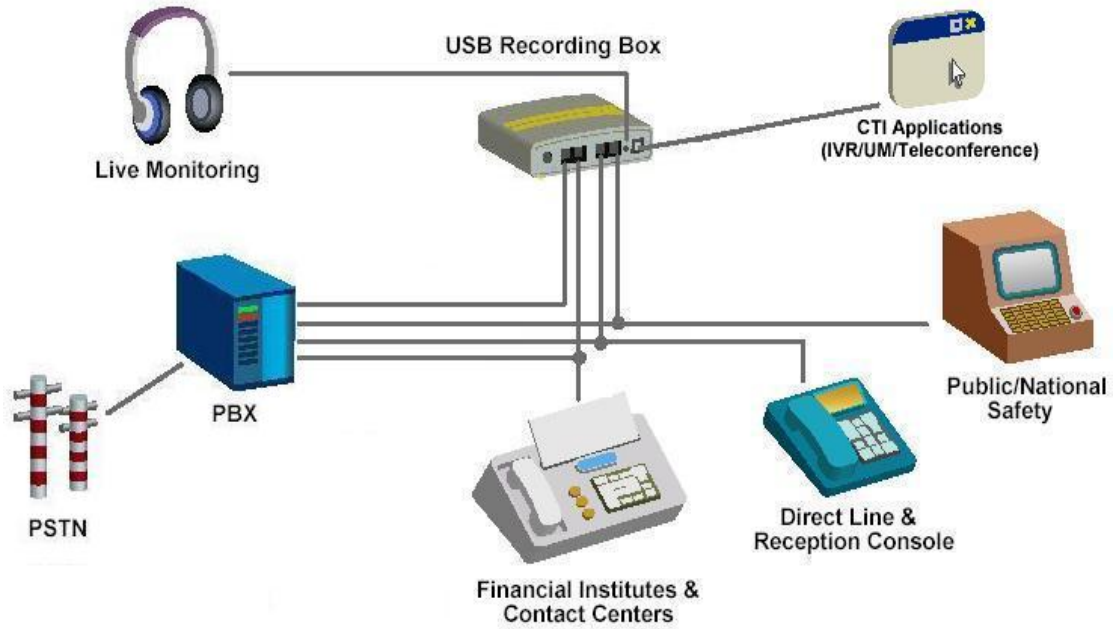 USB Recording Box
Live Monitoring
CTI Applications
(IVR/UM/Teleconference)
PBX
Public/National
Safety
PSTN
Direct Line &
Reception Console
Financial Institutes &
Contact Centers